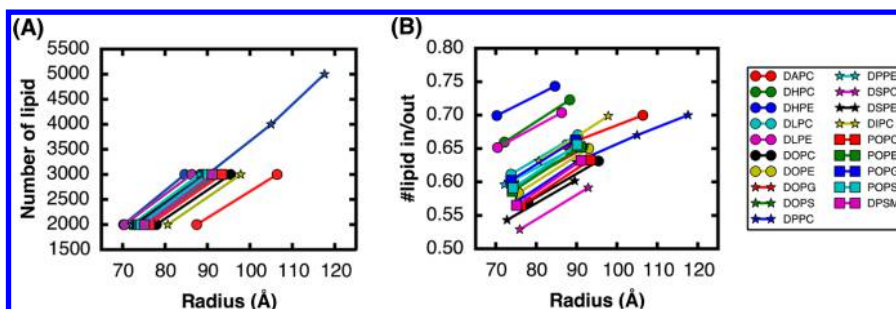 (A)
(B)
Number of lipid
5500
5000
4500
4000
3500
3000
2500
2000
1500
70 80 90 100 110 120
Radius (Å)
#lipid in/out
0.80
0.75
0.70
0.65
0.60
0.55
0.50
70 80 90 100 110 120
Radius (Å)
DAPC
DHPC
DHPE
DLPC
DLPE
DOPC
DOPE
DOPG
DOPS
DPPC
DPPE
DSPC
DSPE
DIPC
POPC
POPE
POPG
POPS
DPSM